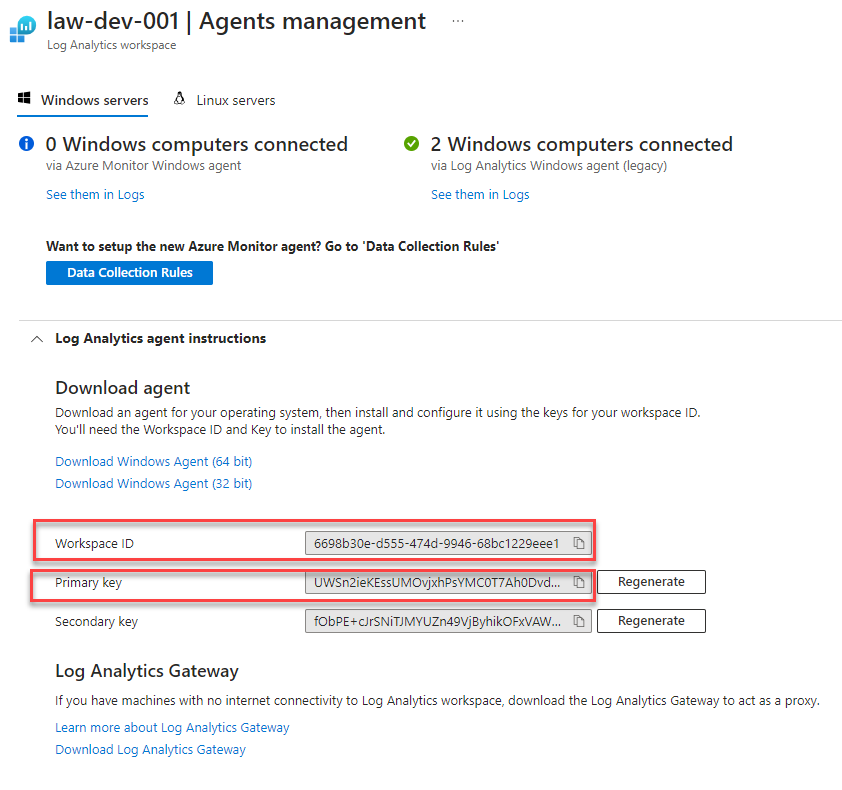 law-dev-001 | Agents management ...
Log Analytics workspace
Windows servers Linux servers
0 Windows computers connected
via Azure Monitor Windows agent
See them in Logs
2 Windows computers connected
via Log Analytics Windows agent (legacy)
See them in Logs
Want to setup the new Azure Monitor agent? Go to 'Data Collection Rules'
Data Collection Rules
Log Analytics agent instructions
Download agent
Download an agent for your operating system, then install and configure it using the keys for your workspace ID.
You'll need the Workspace ID and Key to install the agent.
Download Windows Agent (64 bit)
Download Windows Agent (32 bit)
Workspace ID 6698b30e-d555-474d-9946-68bc1229eee1
Primary key UWSn2ieKEssUMOvjxhPsYMC0T7Ah0Dvd... Regenerate
Secondary key fObPE+cJrSNiTJMYUZn49VjByhikOFxVAW... Regenerate
Log Analytics Gateway
If you have machines with no internet connectivity to Log Analytics workspace, download the Log Analytics Gateway to act as a proxy.
Learn more about Log Analytics Gateway
Download Log Analytics Gateway